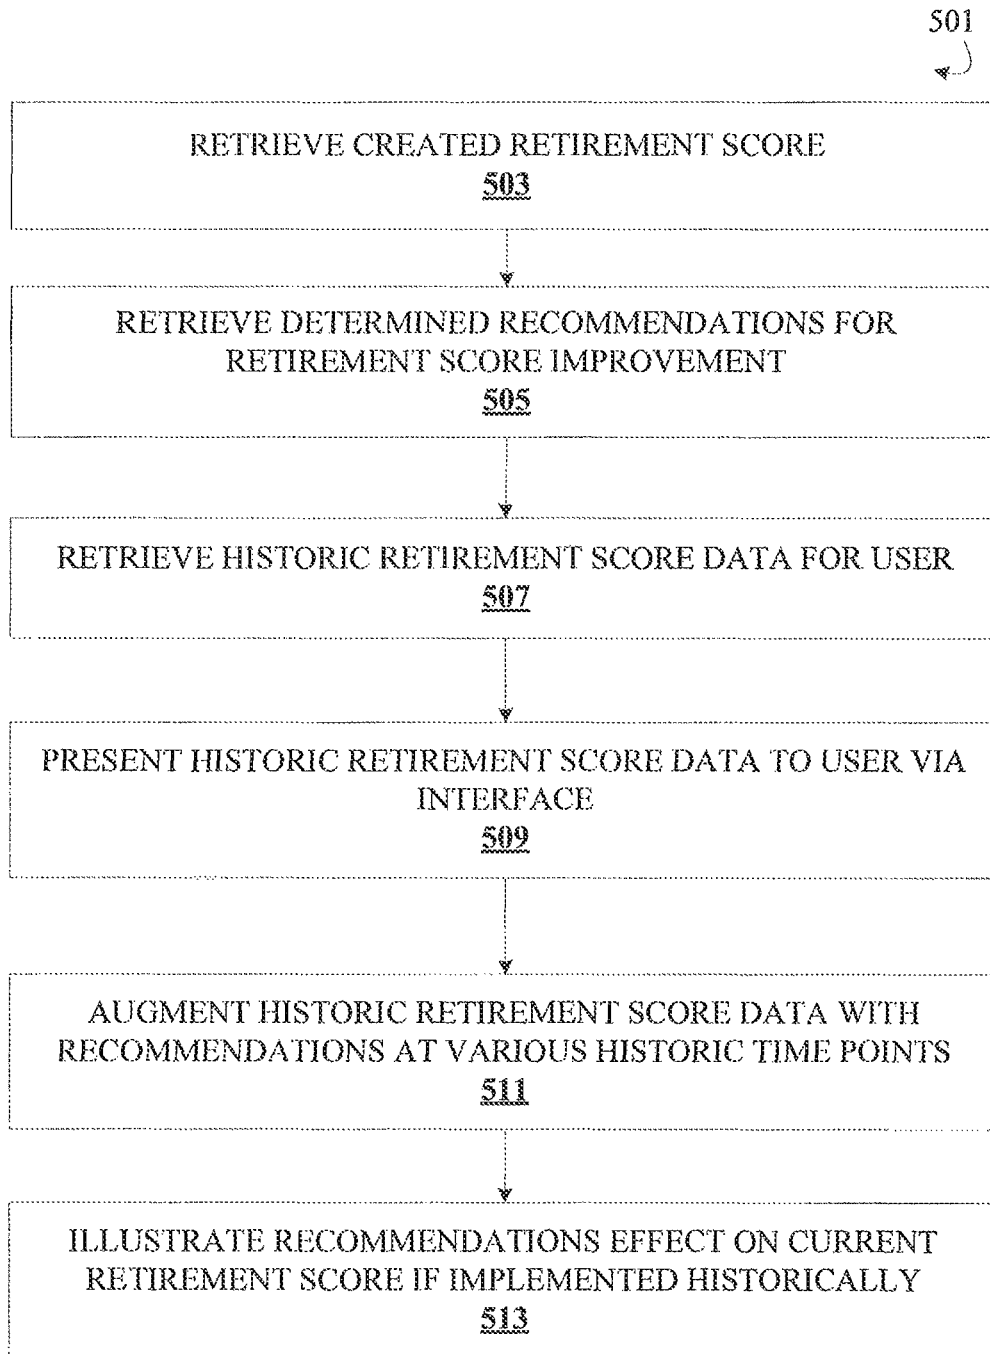 501
RETRIEVE CREATED RETIREMENT SCORE
503
RETRIEVE DETERMINED RECOMMENDATIONS FOR
RETIREMENT SCORE IMPROVEMENT
505
RETRIEVE HISTORIC RETIREMENT SCORE DATA FOR USER
507
PRESENT HISTORIC RETIREMENT SCORE DATA TO USER VIA
INTERFACE
509
AUGMENT HISTORIC RETIREMENT SCORE DATA WITH
RECOMMENDATIONS AT VARIOUS HISTORIC TIME POINTS
511
ILLUSTRATE RECOMMENDATIONS EFFECT ON CURRENT
RETIREMENT SCORE IF IMPLEMENTED HISTORICALLY
513